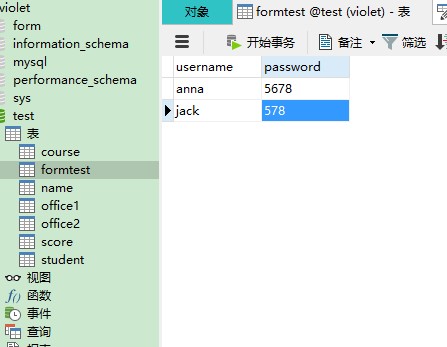 violet
form
information_schema
mysql
performance_schema
sys
test
表
course
formtest
name
office1
office2
score
student
视图
函数
事件
查询
对象 formtest @test (violet) - 表
开始事务 备注 筛选
username password
anna 5678
jack 578